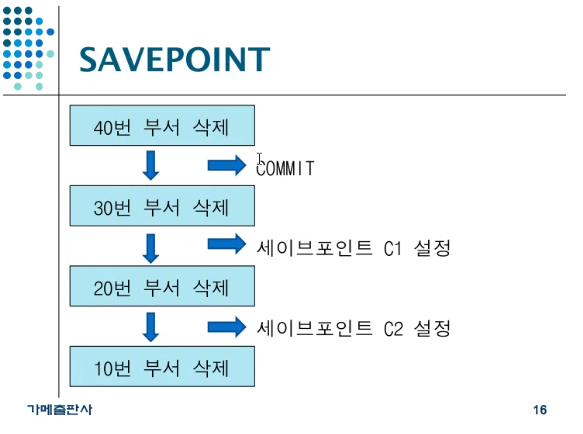 SAVEPOINT
40번 부서 삭제
COMMIT
30번 부서 삭제
세이브포인트 C1 설정
20번 부서 삭제
세이브포인트 C2 설정
10번 부서 삭제
가메출판사
16